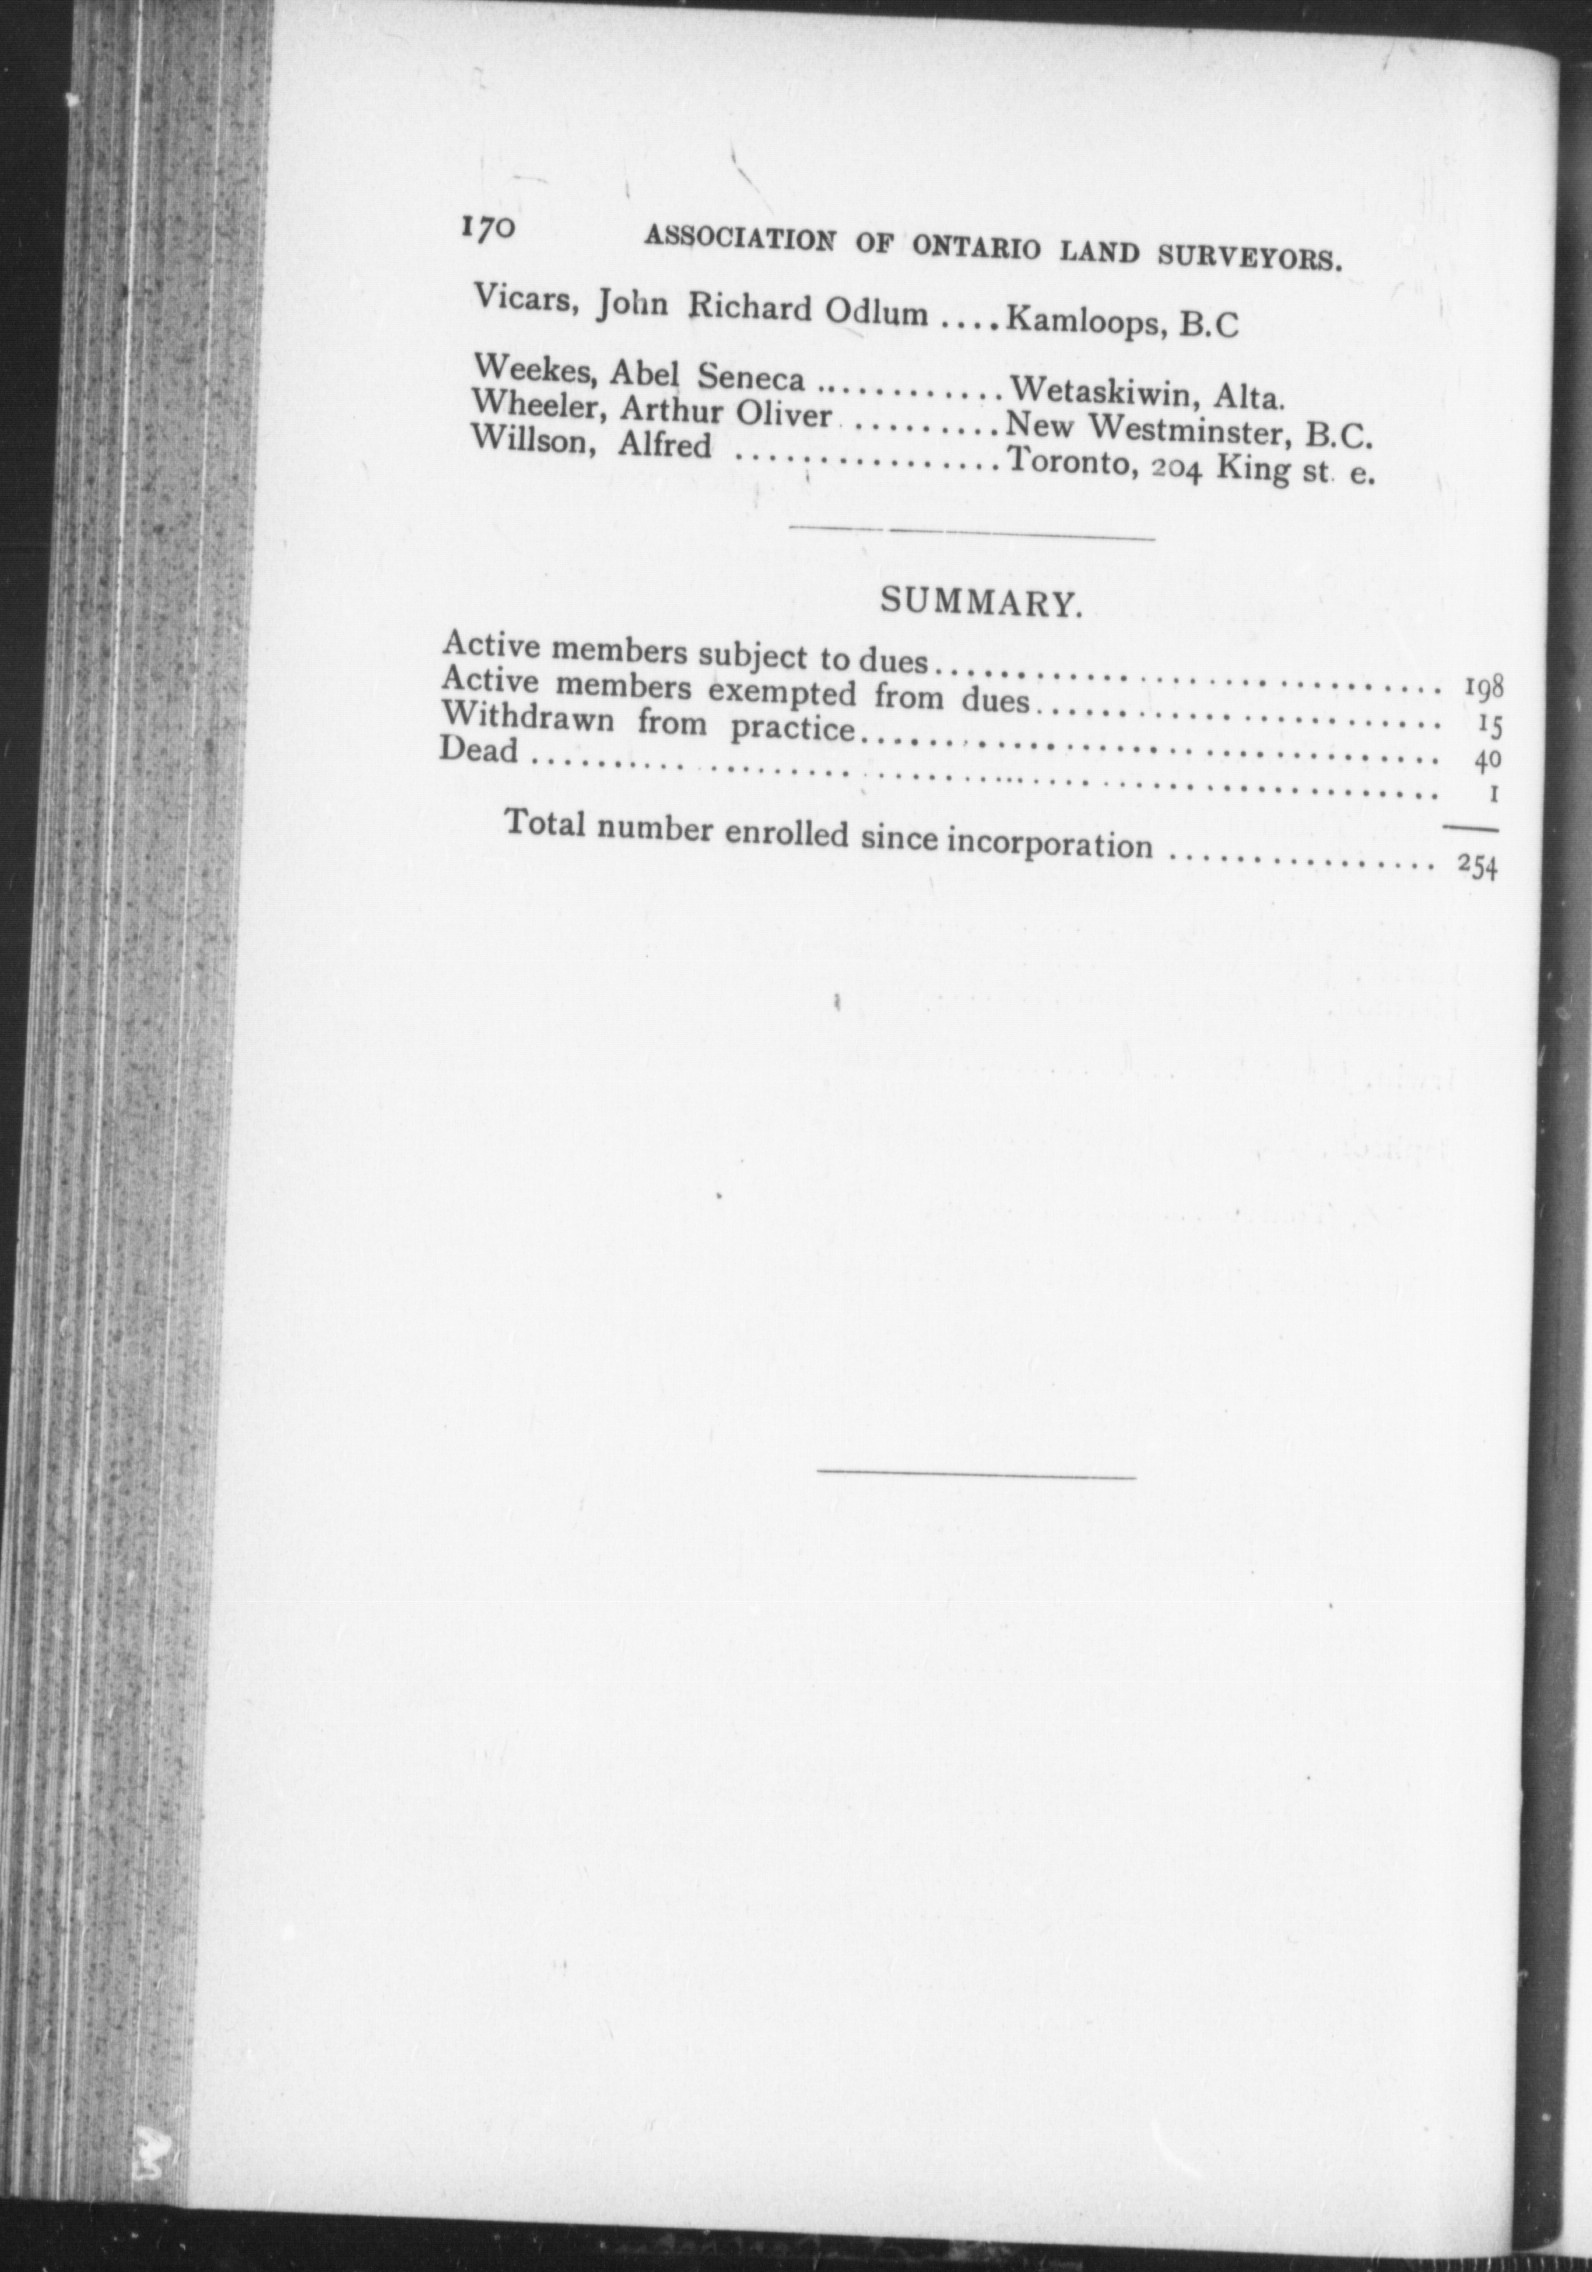 170 ASSOCIATION OF ONTARIO LAND SURVEYORS.
Vicars, John Richard Odlum ....Kamloops, B.C
Weekes, Abel Seneca ............Wetaskiwin, Alta.
Wheeler, Arthur Oliver ..........New Westminster, B.C.
Willson, Alfred ................Toronto, 204 King st. e.
SUMMARY.
Active members subject to dues............................... 198
Active members exempted from dues......................... 15
Withdrawn from practice................................... 40
Dead ...................................................... 1
Total number enrolled since incorporation ................ 254